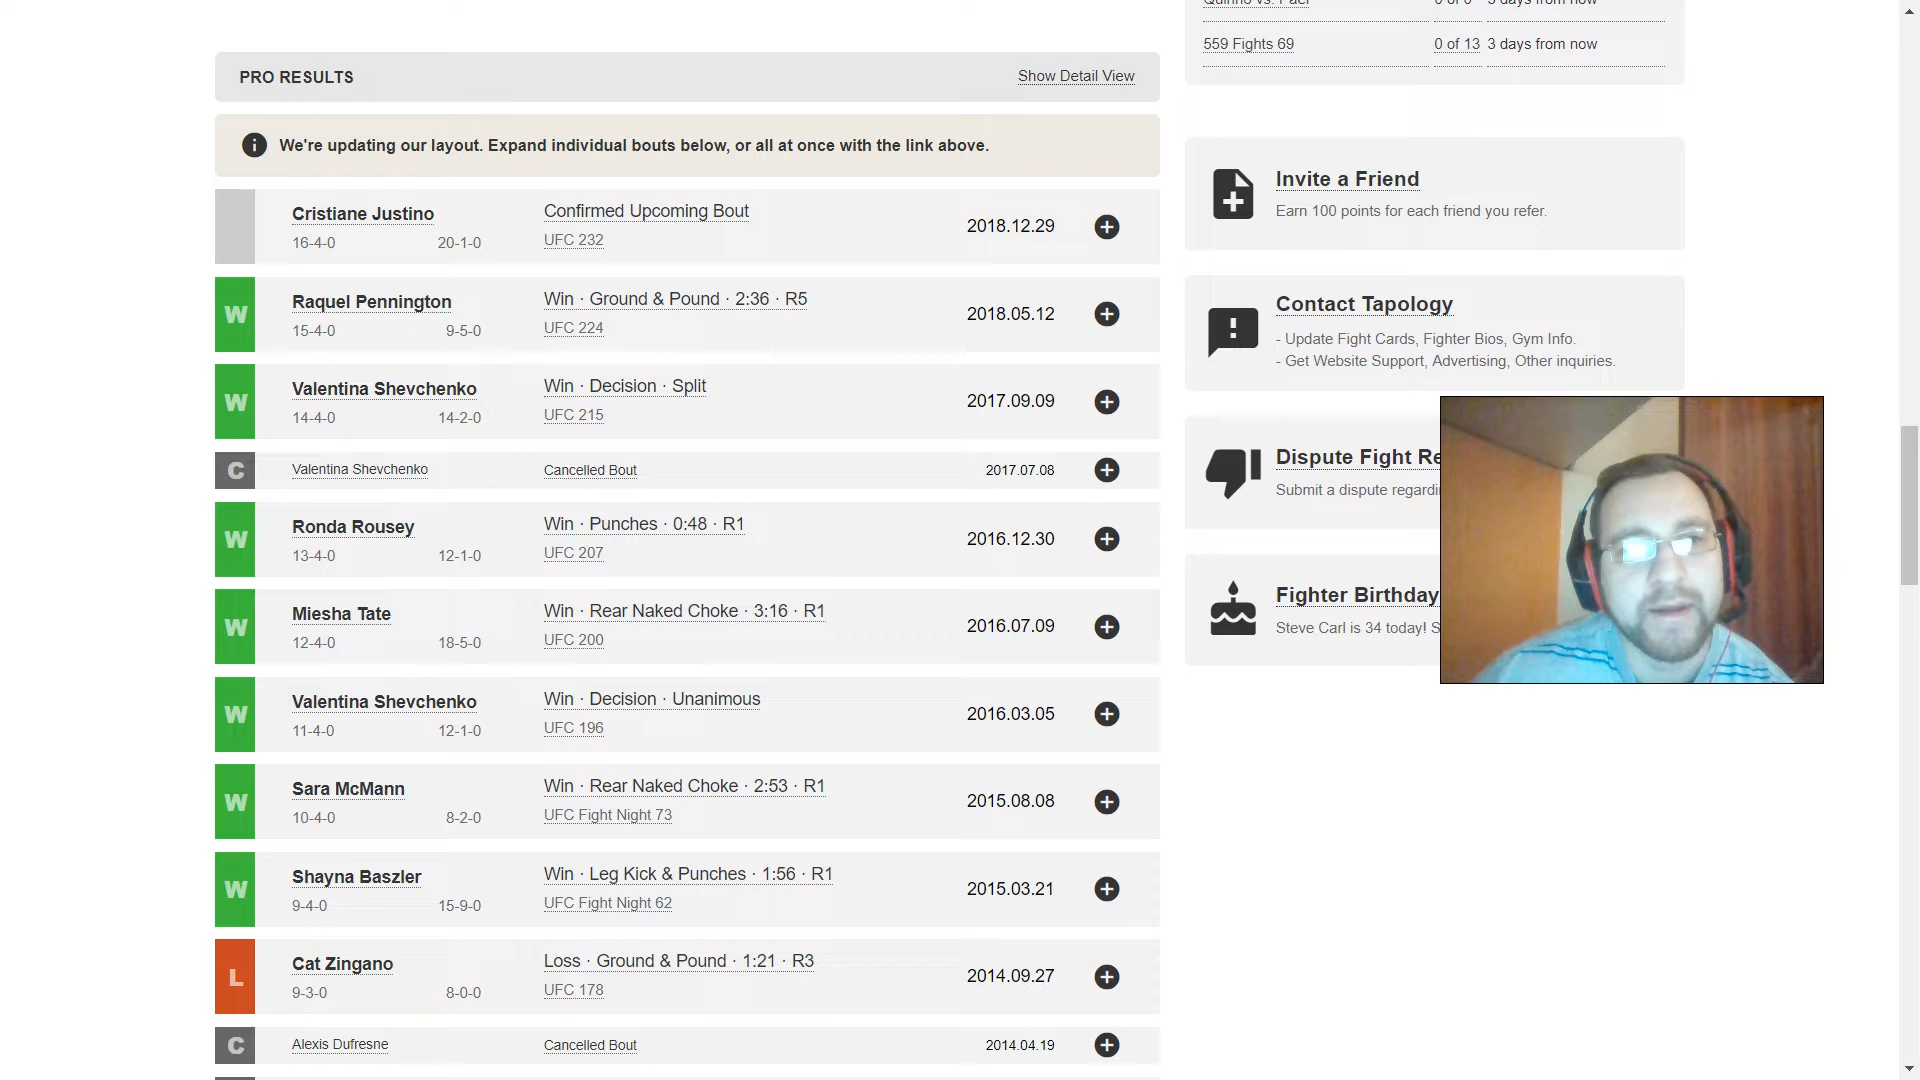 559 Fights 69 0 of 13 3 days from now
PRO RESULTS Show Detail View
We're updating our layout. Expand individual bouts below, or all at once with the link above.
Cristiane Justino Confirmed Upcoming Bout 2018.12.29
16-4-0 20-1-0 UFC 232
W Raquel Pennington Win · Ground & Pound · 2:36 · R5 2018.05.12
15-4-0 9-5-0 UFC 224
W Valentina Shevchenko Win · Decision · Split 2017.09.09
14-4-0 14-2-0 UFC 215
C Valentina Shevchenko Cancelled Bout 2017.07.08
W Ronda Rousey Win · Punches · 0:48 · R1 2016.12.30
13-4-0 12-1-0 UFC 207
W Miesha Tate Win · Rear Naked Choke · 3:16 · R1 2016.07.09
12-4-0 18-5-0 UFC 200
W Valentina Shevchenko Win · Decision · Unanimous 2016.03.05
11-4-0 12-1-0 UFC 196
W Sara McMann Win · Rear Naked Choke · 2:53 · R1 2015.08.08
10-4-0 8-2-0 UFC Fight Night 73
W Shayna Baszler Win · Leg Kick & Punches · 1:56 · R1 2015.03.21
9-4-0 15-9-0 UFC Fight Night 62
L Cat Zingano Loss · Ground & Pound · 1:21 · R3 2014.09.27
9-3-0 8-0-0 UFC 178
C Alexis Dufresne Cancelled Bout 2014.04.19
Invite a Friend
Earn 100 points for each friend you refer.
Contact Tapology
- Update Fight Cards, Fighter Bios, Gym Info.
- Get Website Support, Advertising, Other inquiries.
Dispute Fight Re
Submit a dispute regardi
Fighter Birthday
Steve Carl is 34 today! S